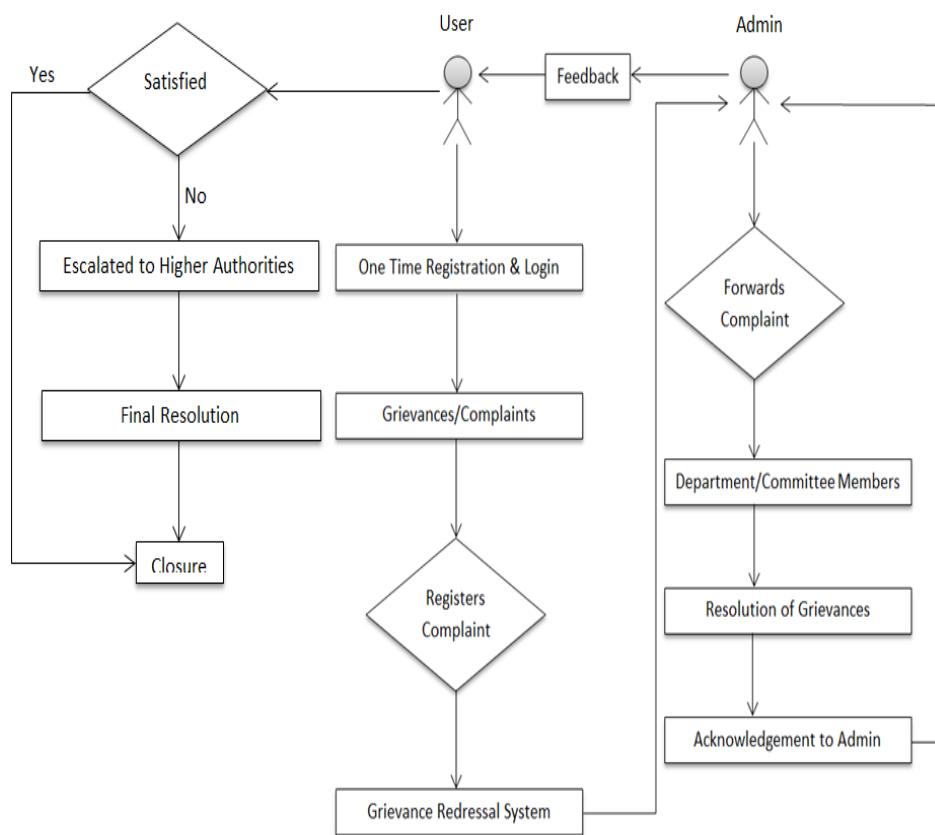 User
Admin
Yes
Satisfied
Feedback
No
Escalated to Higher Authorities
One Time Registration & Login
Forwards
Complaint
Final Resolution
Grievances/Complaints
Department/Committee Members
Closure
Registers
Complaint
Resolution of Grievances
Acknowledgement to Admin
Grievance Redressal System